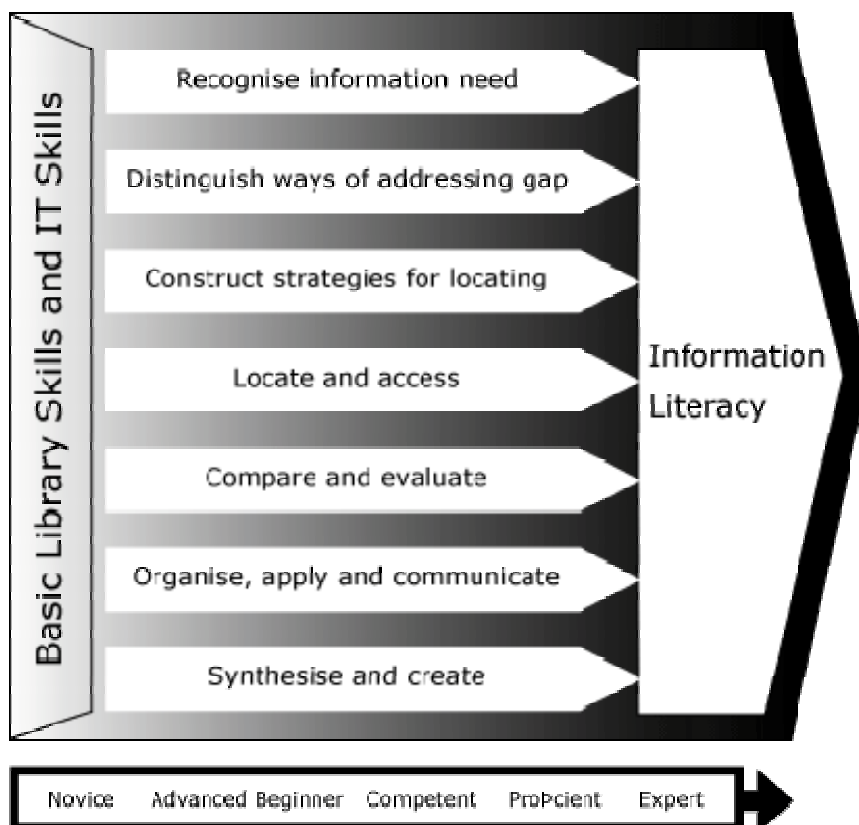 Basic Library Skills and IT Skills
Recognise information need
Distinguish ways of addressing gap
Construct strategies for locating
Locate and access
Compare and evaluate
Organise, apply and communicate
Synthesise and create
Information
Literacy
Novice Advanced Beginner Competent ProÞcient Expert